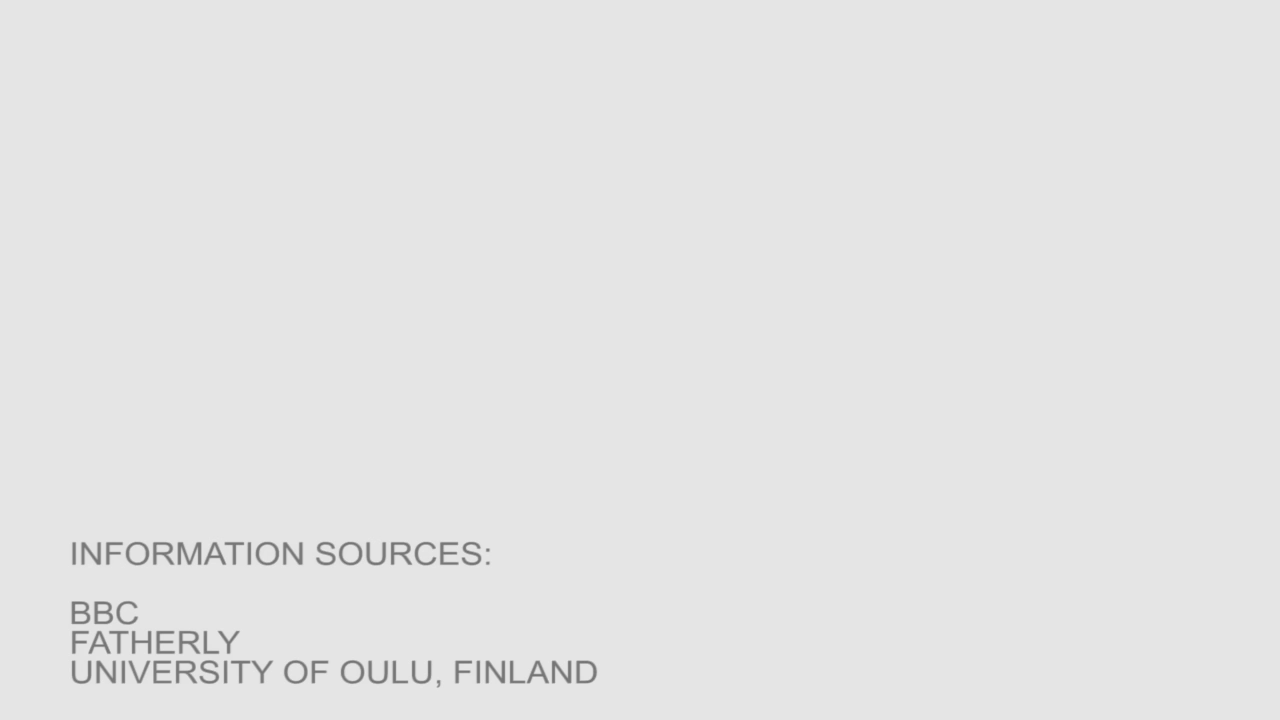 INFORMATION SOURCES:
BBC
FATHERLY
UNIVERSITY OF OULU, FINLAND